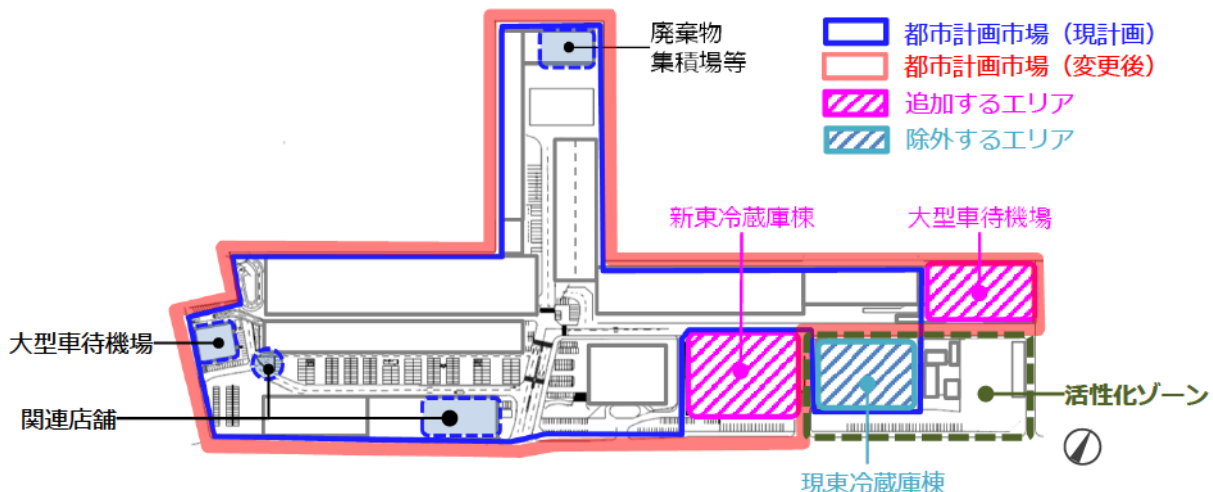 廃棄物
集積場等
都市計画市場（現計画）
都市計画市場（変更後）
追加するエリア
除外するエリア
新東冷蔵庫棟
大型車待機場
大型車待機場
関連店舗
活性化ゾーン
現東冷蔵庫棟